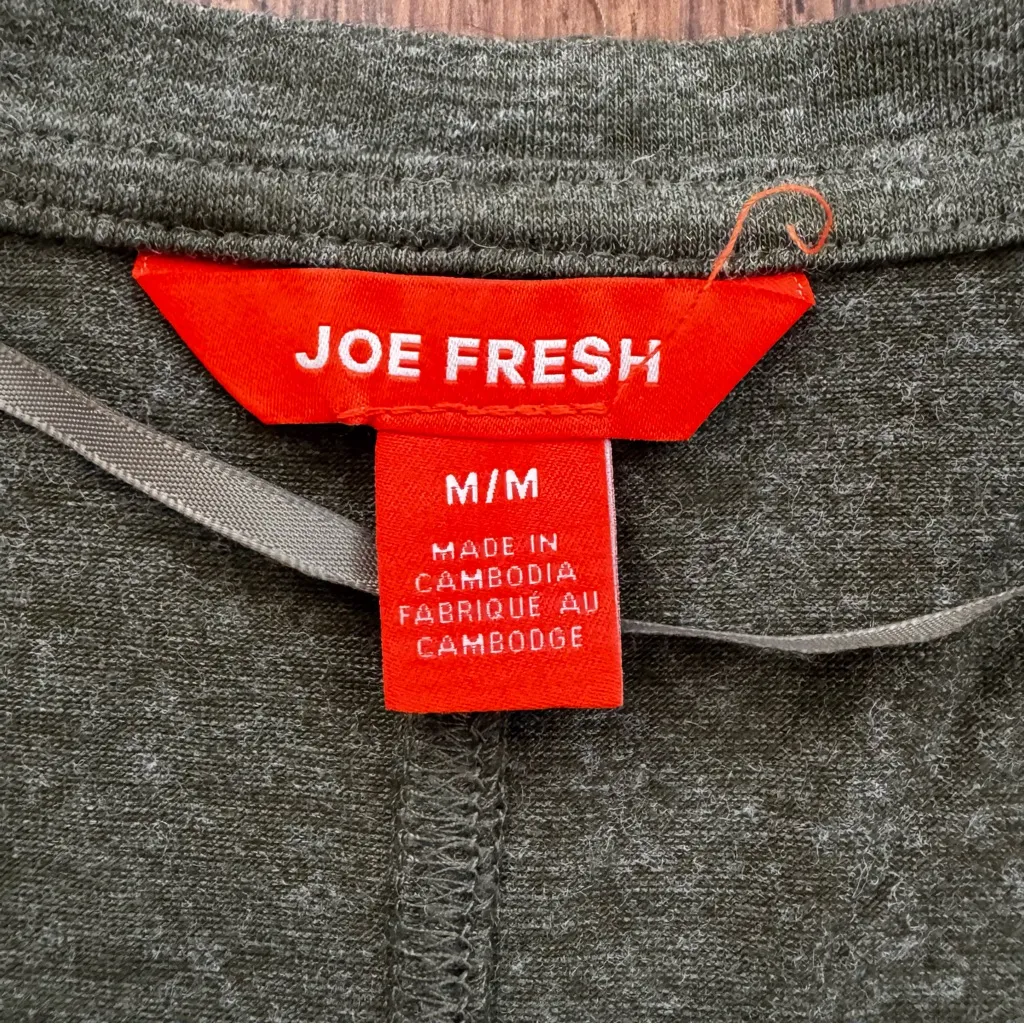 JOE FRESH
M/M
MADE IN
CAMBODIA
FABRIQUÉ AU
CAMBODGE